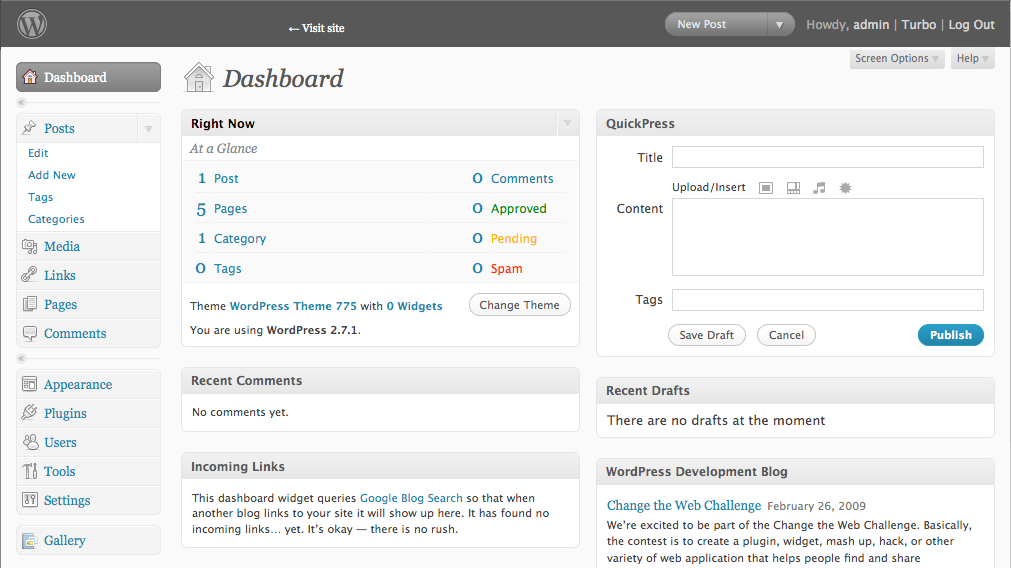 ← Visit site
New Post
Howdy, admin | Turbo | Log Out
Screen Options
Help
Dashboard
Posts
Edit
Add New
Tags
Categories
Media
Links
Pages
Comments
Appearance
Plugins
Users
Tools
Settings
Gallery
Dashboard
Right Now
At a Glance
1 Post
0 Comments
5 Pages
0 Approved
1 Category
0 Pending
0 Tags
0 Spam
Theme WordPress Theme 775 with 0 Widgets
Change Theme
You are using WordPress 2.7.1.
Recent Comments
No comments yet.
Incoming Links
This dashboard widget queries Google Blog Search so that when
another blog links to your site it will show up here. It has found no
incoming links… yet. It’s okay — there is no rush.
QuickPress
Title
Upload/Insert
Content
Tags
Save Draft
Cancel
Publish
Recent Drafts
There are no drafts at the moment
WordPress Development Blog
Change the Web Challenge February 26, 2009
We’re excited to be part of the Change the Web Challenge. Basically,
the contest is to create a plugin, widget, mash up, hack, or other
variety of web application that helps people find and share